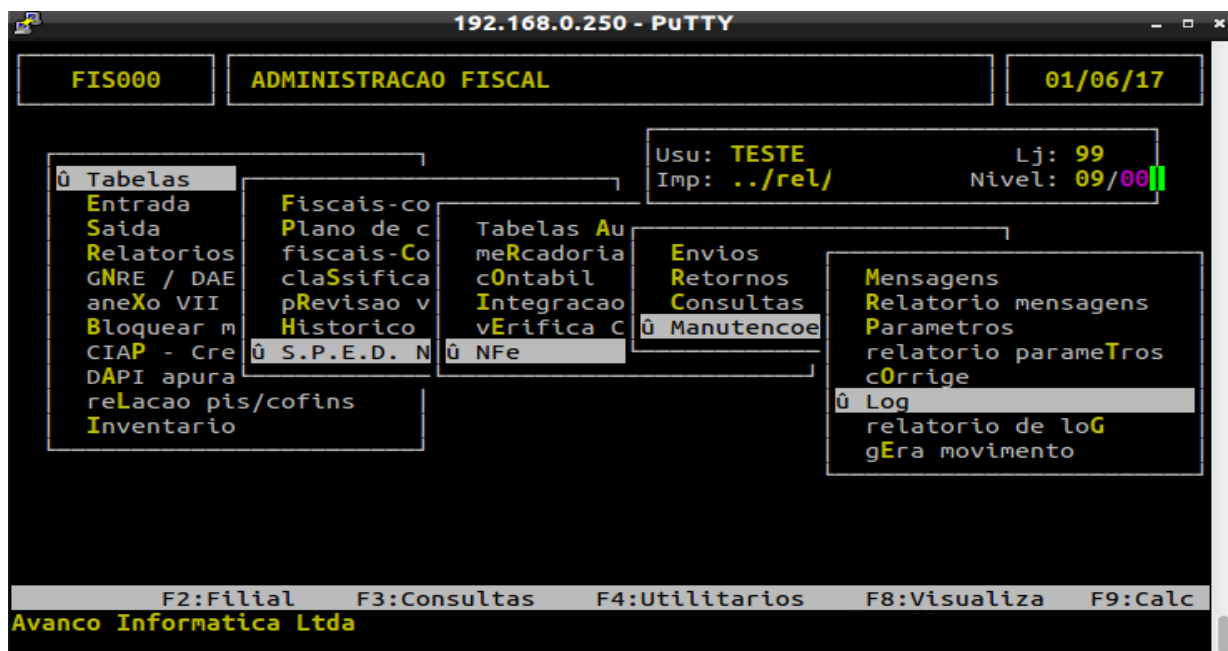 192.168.0.250 - PuTTY
FIS000 ADMINISTRACAO FISCAL 01/06/17
Usu: TESTE Lj: 99
Imp: ../rel/ Nivel: 09/00
û Tabelas
Entrada
Saida
Relatorios
GNRE / DAE
aneXo VII
Bloquear m
CIAP - Cre
DAPI apura
reLacao pis/cofins
Inventario
Fiscais-co
Plano de c
fiscais-Co
claSsifica
pRevisao v
Historico
û S.P.E.D. N
Tabelas Au
meRcadoria
cOntabil
Integracao
vErifica C
û NFe
Envios
Retornos
Consultas
û Manutencoe
Mensagens
Relatorio mensagens
Parametros
relatorio parameTros
cOrrige
û Log
relatorio de loG
gEra movimento
F2:Filial F3:Consultas F4:Utilitarios F8:Visualiza F9:Calc
Avanco Informatica Ltda